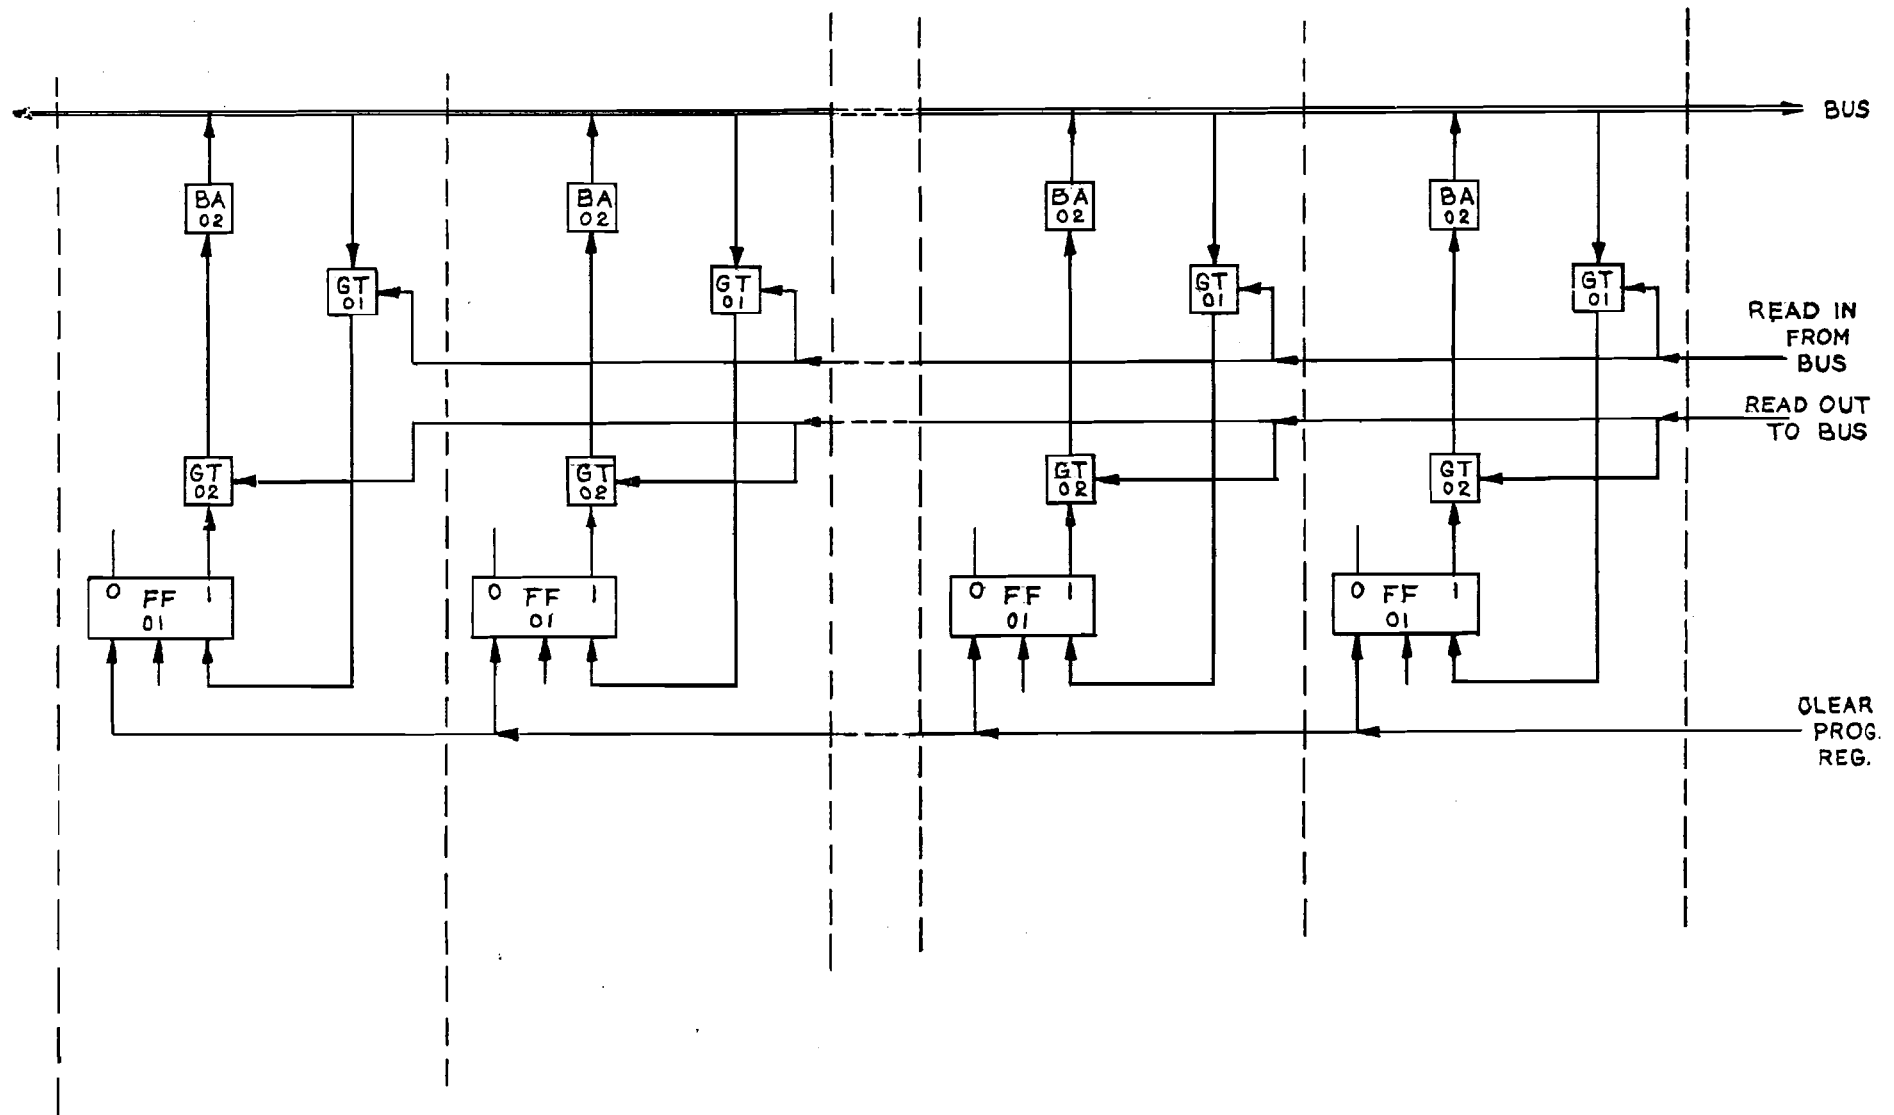 BUS
BA
02
BA
02
BA
02
BA
02
GT
01
GT
01
GT
01
GT
01
READ IN
FROM
BUS
READ OUT
TO BUS
GT
02
GT
02
GT
02
GT
02
0 FF 1
01
0 FF 1
01
0 FF 1
01
0 FF 1
01
CLEAR
PROG.
REG.